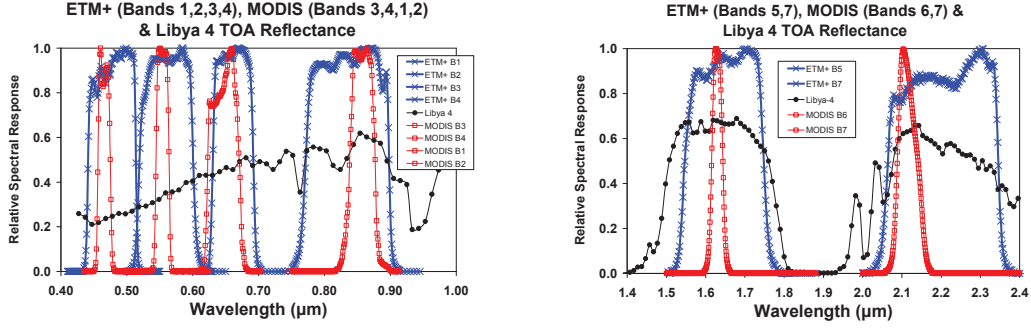 ETM+ (Bands 1,2,3,4), MODIS (Bands 3,4,1,2)
& Libya 4 TOA Reflectance
Relative Spectral Response
1.0
0.8
0.6
0.4
0.2
0.0
ETM+ B1
ETM+ B2
ETM+ B3
ETM+ B4
Libya 4
MODIS B3
MODIS B4
MODIS B1
MODIS B2
0.40 0.50 0.60 0.70 0.80 0.90 1.00
Wavelength (µm)
ETM+ (Bands 5,7), MODIS (Bands 6,7) &
Libya 4 TOA Reflectance
Relative Spectral Response
1.0
0.8
0.6
0.4
0.2
0.0
ETM+ B5
ETM+ B7
Libya-4
MODIS B6
MODIS B7
1.4 1.5 1.6 1.7 1.8 1.9 2.0 2.1 2.2 2.3 2.4
Wavelength (µm)